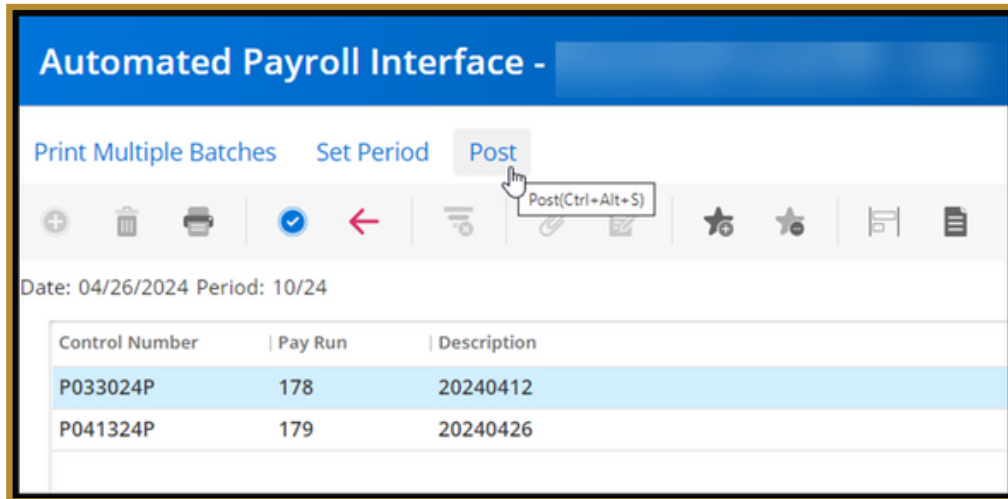 Automated Payroll Interface -
Print Multiple Batches Set Period Post
Post(Ctrl+Alt+S)
Date: 04/26/2024 Period: 10/24
Control Number Pay Run Description
P033024P 178 20240412
P041324P 179 20240426